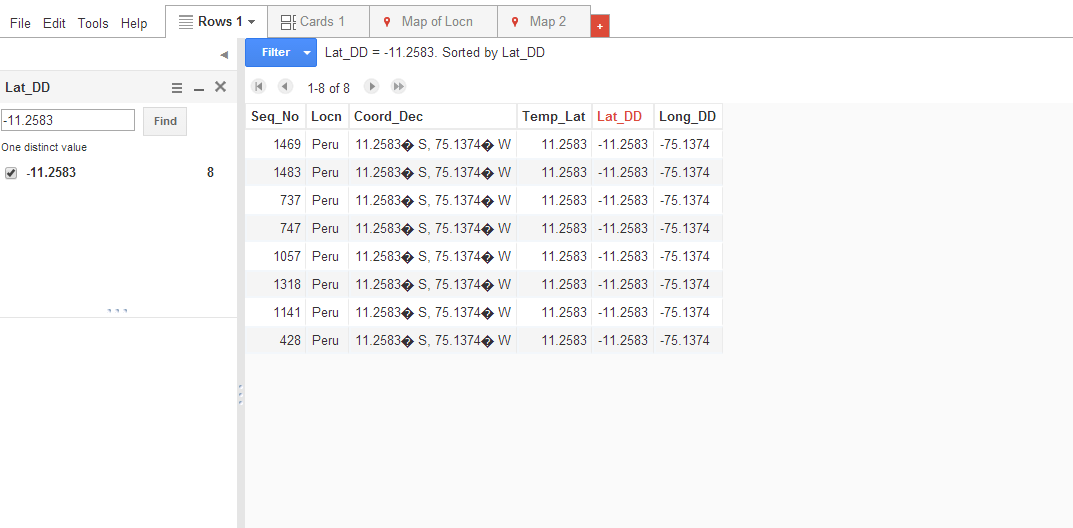 File Edit Tools Help Rows 1 Cards 1 Map of Locn Map 2 +
Filter Lat_DD = -11.2583. Sorted by Lat_DD
Lat_DD
1-8 of 8
-11.2583 Find
One distinct value
-11.2583 8
Seq_No Locn Coord_Dec Temp_Lat Lat_DD Long_DD
1469 Peru 11.2583� S, 75.1374� W 11.2583 -11.2583 -75.1374
1483 Peru 11.2583� S, 75.1374� W 11.2583 -11.2583 -75.1374
737 Peru 11.2583� S, 75.1374� W 11.2583 -11.2583 -75.1374
747 Peru 11.2583� S, 75.1374� W 11.2583 -11.2583 -75.1374
1057 Peru 11.2583� S, 75.1374� W 11.2583 -11.2583 -75.1374
1318 Peru 11.2583� S, 75.1374� W 11.2583 -11.2583 -75.1374
1141 Peru 11.2583� S, 75.1374� W 11.2583 -11.2583 -75.1374
428 Peru 11.2583� S, 75.1374� W 11.2583 -11.2583 -75.1374